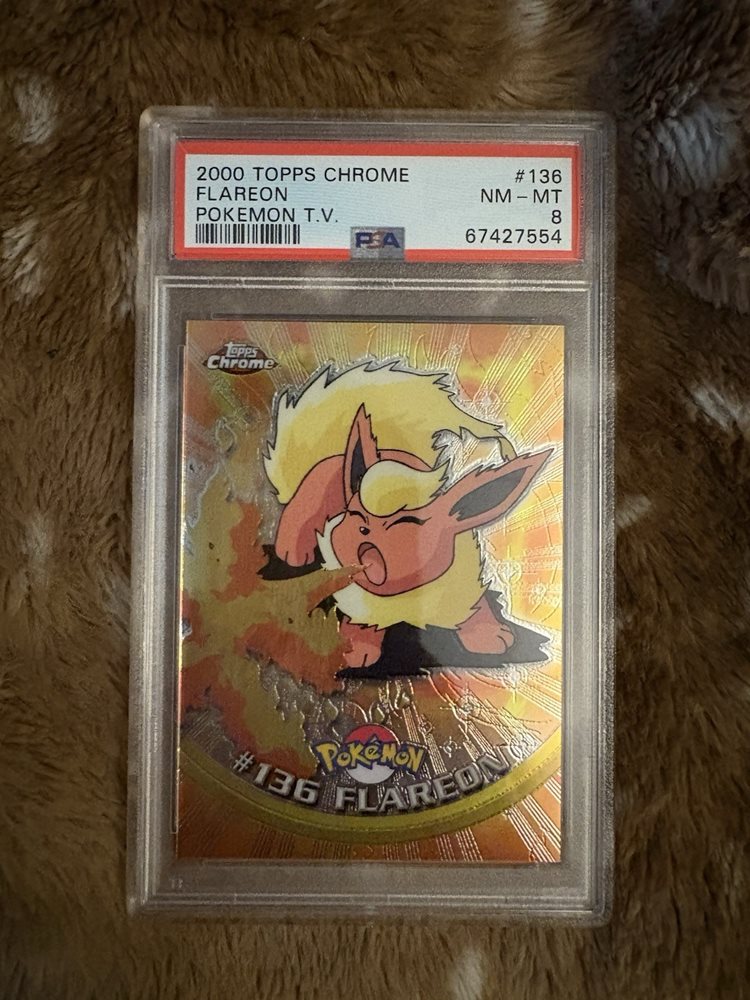 2000 TOPPS CHROME #136
FLAREON NM - MT
POKEMON T.V. 8
PSA 67427554
Topps
Chrome
POKéMON
#136 FLAREON